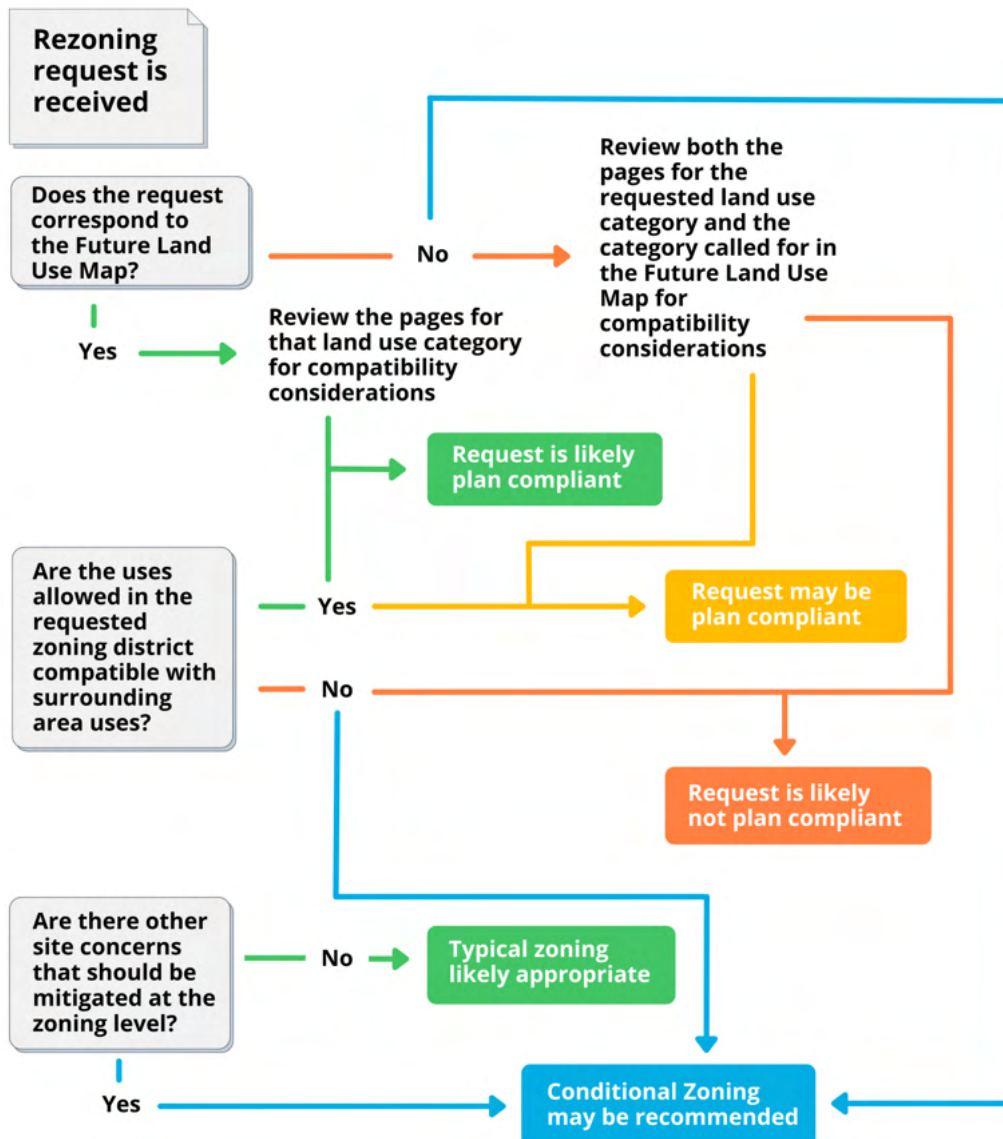 Rezoning
request is
received
Does the request
correspond to
the Future Land
Use Map?
No
Review both the
pages for the
requested land use
category and the
category called for in
the Future Land Use
Map for
compatibility
considerations
Yes
Review the pages for
that land use category
for compatibility
considerations
Request is likely
plan compliant
Are the uses
allowed in the
requested
zoning district
compatible with
surrounding
area uses?
Yes
Request may be
plan compliant
No
Request is likely
not plan compliant
Are there other
site concerns
that should be
mitigated at the
zoning level?
No
Typical zoning
likely appropriate
Yes
Conditional Zoning
may be recommended